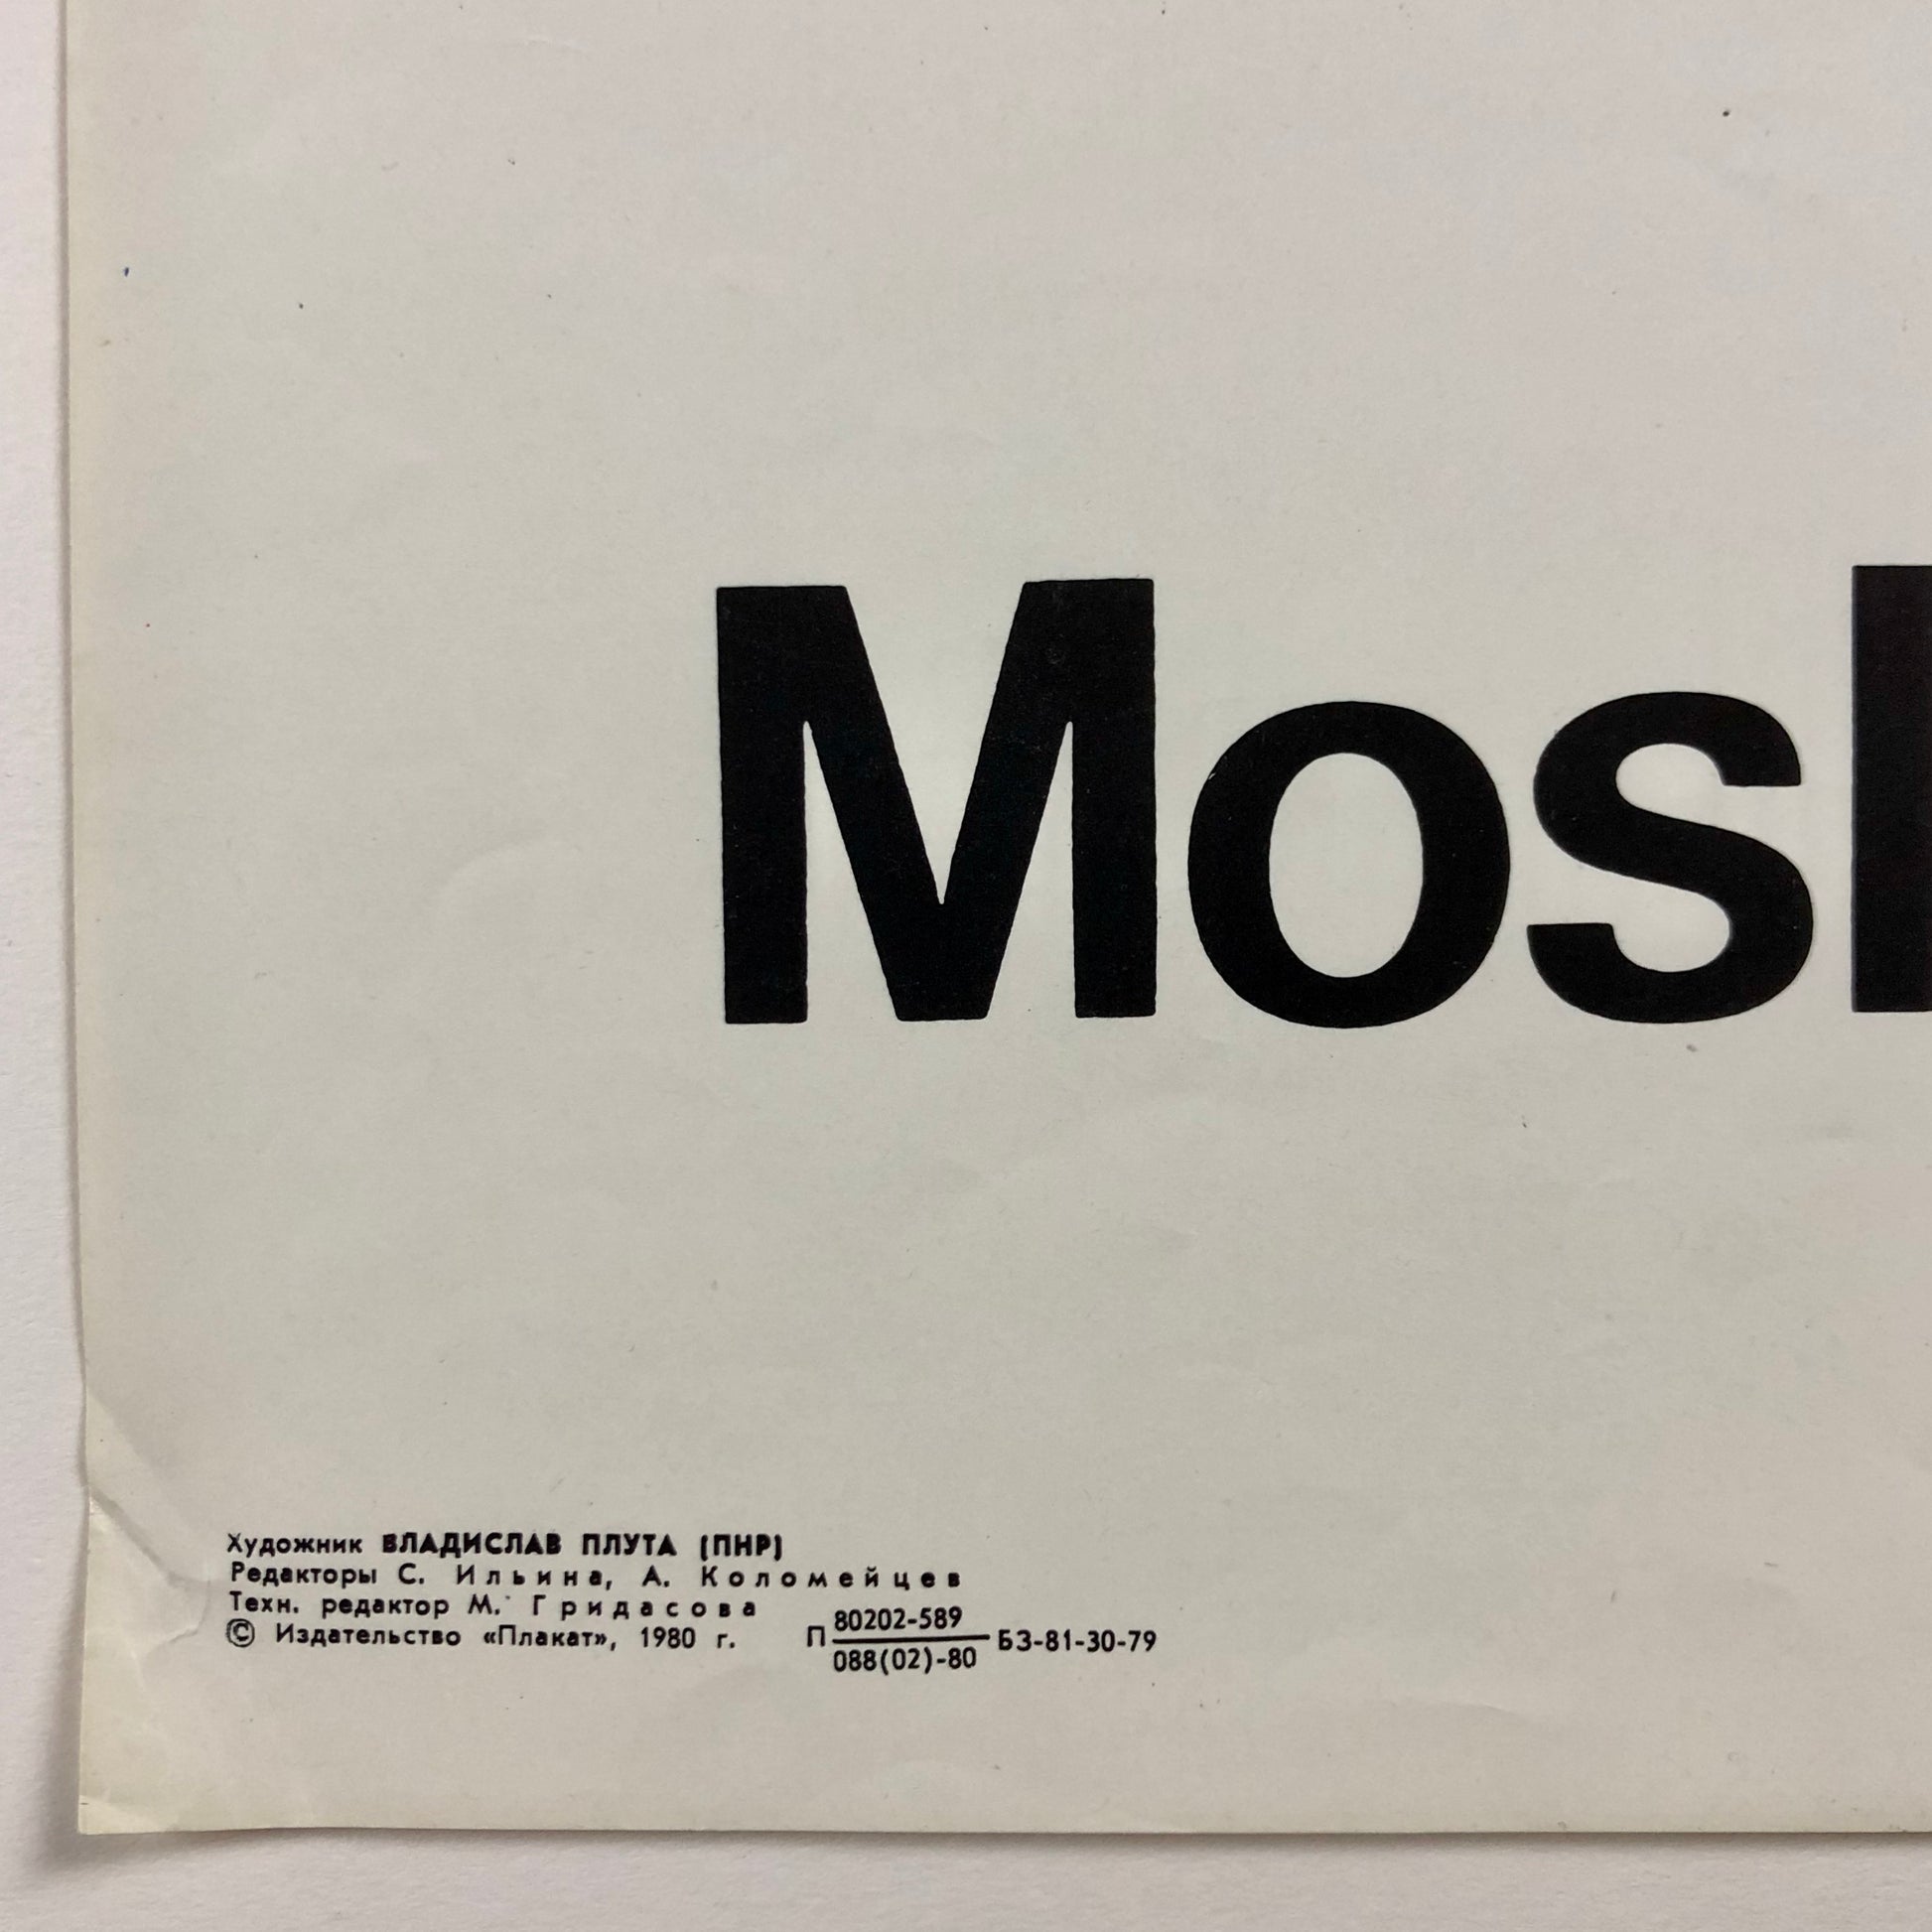 Mosk
Художник ВЛАДИСЛАВ ПЛУТА (ПНР)
Редакторы С. Ильина, А. Коломейцев
Техн. редактор М. Гридасова
© Издательство «Плакат», 1980 г.
П 80202-589 БЗ-81-30-79
088(02)-80